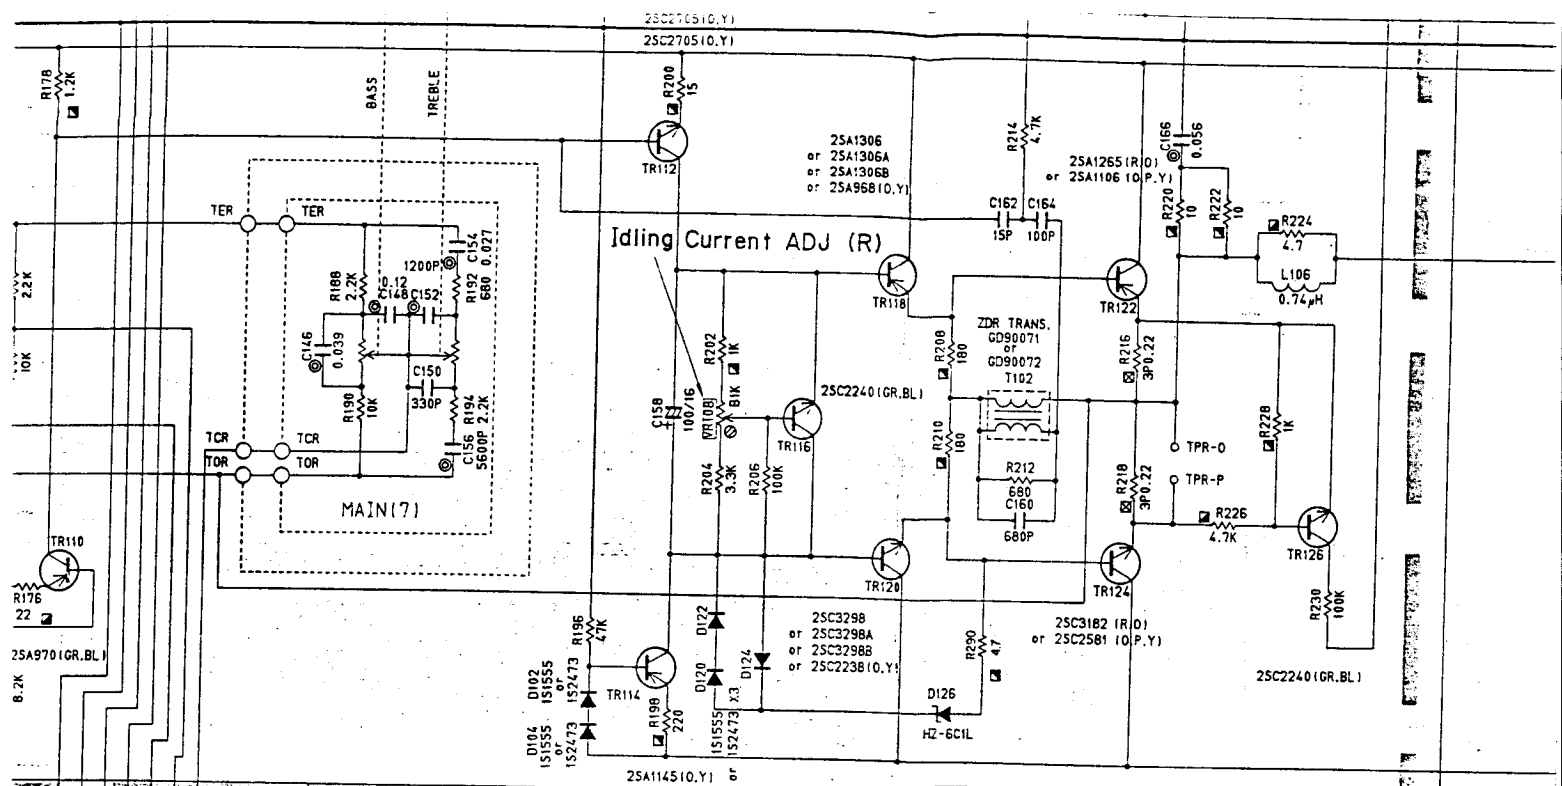 2SC2705(O,Y)
2SC2705(O,Y)
R178
1.2K
BASS
TREBLE
R200
15
TR112
2SA1306
or 2SA1306A
or 2SA1306B
or 2SA968(O,Y)
R214
4.7K
2SA1265(R,O)
or 2SA1106 (O,P,Y)
C166
0.056
R220
10
R222
10
R224
4.7
L106
0.74μH
TER
TER
C162
15P
C164
100P
Idling Current ADJ (R)
C154
0.027
1200P
R192
680
R188
2.2K
0.12
C148
C152
2.2K
10K
C146
0.039
C150
330P
R190
10K
R194
2.2K
C156
5600P
TCR
TCR
TOR
TOR
MAIN(7)
TR118
TR122
R202
1K
C158
100/16
VR108
B1K
TR116
2SC2240(GR,BL)
R204
3.3K
R206
100K
R208
180
R210
180
ZDR TRANS.
GD90071
or
GD90072
T102
R212
680
C160
680P
R216
3P0.22
R218
3P0.22
TPR-O
TPR-P
R228
1K
R226
4.7K
TR126
TR110
R176
22
TR120
TR124
2SA970(GR,BL)
8.2K
R196
47K
D122
D120
D124
2SC3298
or 2SC3298A
or 2SC3298B
or 2SC2238(O,Y)
R290
4.7
2SC3182 (R,O)
or 2SC2581 (O,P,Y)
R230
100K
2SC2240(GR,BL)
D102
1S1555
or
1S2473
TR114
D104
1S1555
or
1S2473
R198
220
1S1555
or
1S2473 X3
D126
HZ-6C1L
2SA1145(O,Y)